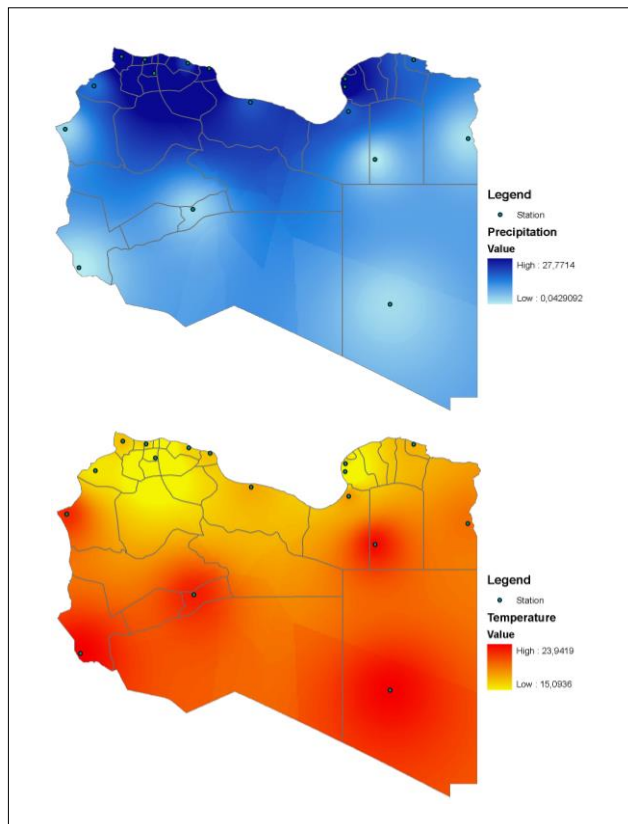 Legend
Station
Precipitation
Value
High : 27,7714
Low : 0,0429092
Legend
Station
Temperature
Value
High : 23,9419
Low : 15,0936